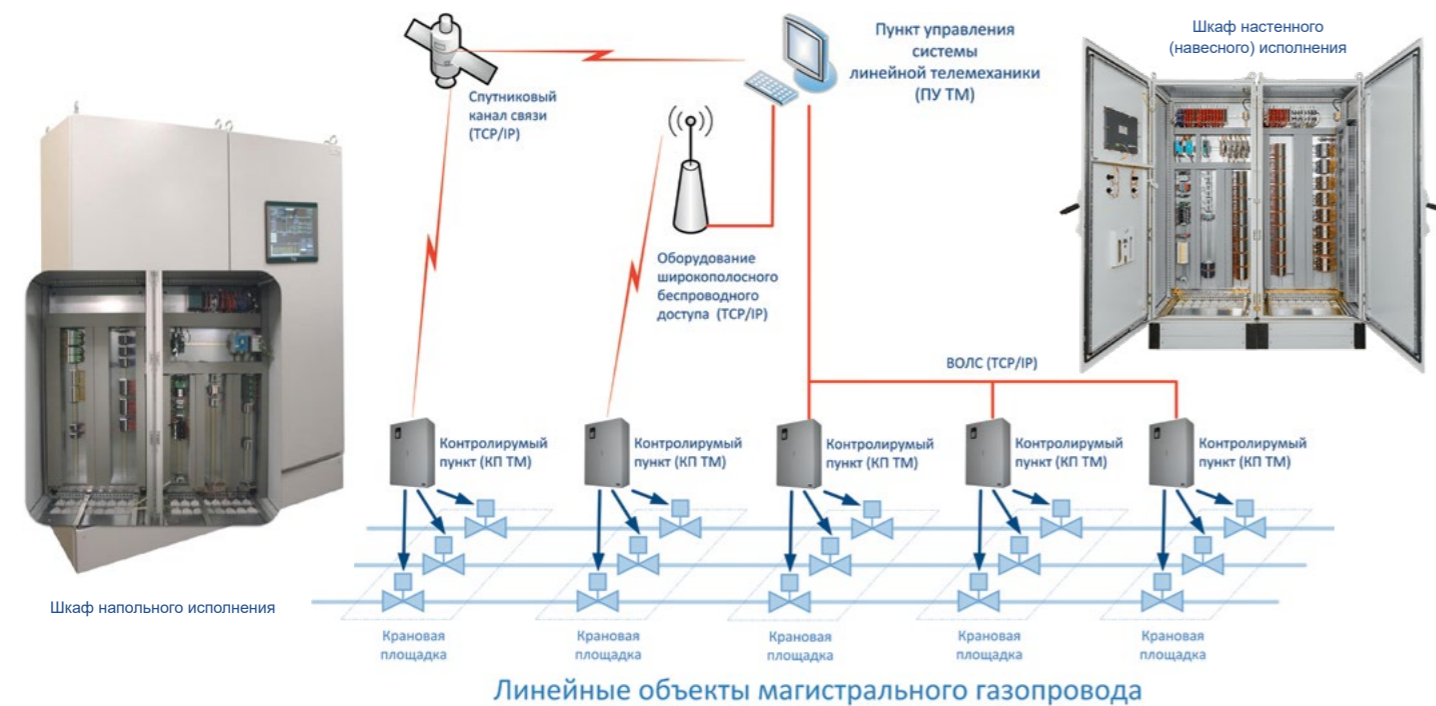 Шкаф настенного
(навесного) исполнения
Пункт управления
системы
линейной телемеханики
(ПУ ТМ)
Спутниковый
канал связи
(TCP/IP)
Оборудование
широкополосного
беспроводного
доступа (TCP/IP)
ВОЛС (TCP/IP)
Контролирумый
пункт (КП ТМ)
Контролирумый
пункт (КП ТМ)
Контролирумый
пункт (КП ТМ)
Контролирумый
пункт (КП ТМ)
Контролирумый
пункт (КП ТМ)
Шкаф напольного исполнения
Крановая
площадка
Крановая
площадка
Крановая
площадка
Крановая
площадка
Крановая
площадка
Линейные объекты магистрального газопровода